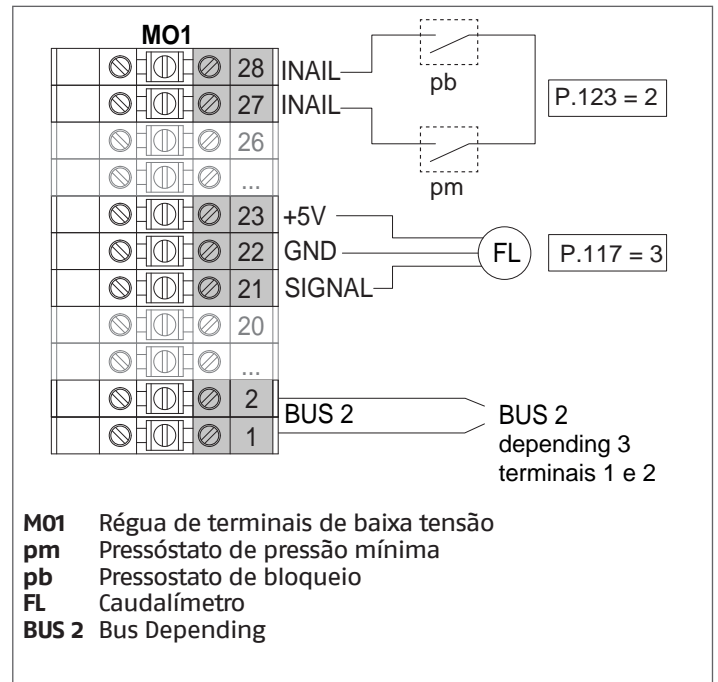 MO1
28 INAIL
27 INAIL
26
...
23 +5V
22 GND
21 SIGNAL
20
...
2
1
BUS 2
pb
pm
P.123 = 2
FL
P.117 = 3
BUS 2
depending 3
terminais 1 e 2
M01 Régua de terminais de baixa tensão
pm Pressóstato de pressão mínima
pb Pressostato de bloqueio
FL Caudalímetro
BUS 2 Bus Depending